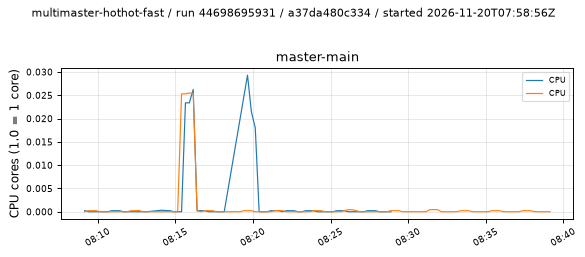 multimaster-hothot-fast / run 44698695931 / a37da480c334 / started 2026-11-20T07:58:56Z
master-main
CPU cores (1.0 = 1 core)
0.030
0.025
0.020
0.015
0.010
0.005
0.000
CPU
CPU
08:10
08:15
08:20
08:25
08:30
08:35
08:40